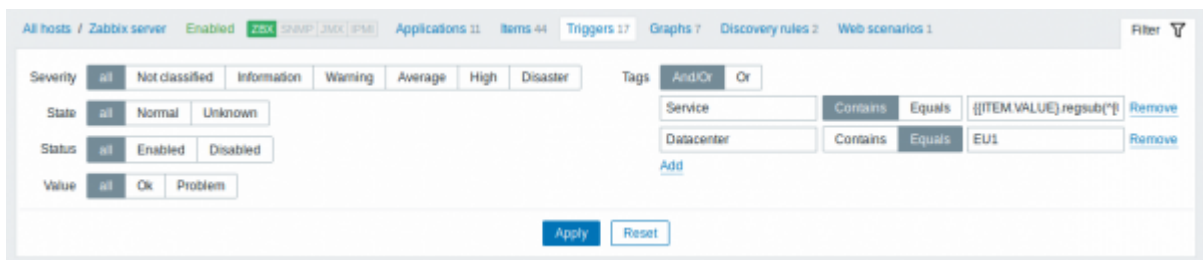 All hosts / Zabbix server Enabled ZBX SNMP JMX IPMI Applications 11 Items 44 Triggers 17 Graphs 7 Discovery rules 2 Web scenarios 1 Filter
Severity all Not classified Information Warning Average High Disaster Tags And/Or Or
State all Normal Unknown Service Contains Equals {{ITEM.VALUE}.regsub(^[ Remove
Status all Enabled Disabled Datacenter Contains Equals EU1 Remove
Add
Value all Ok Problem
Apply Reset